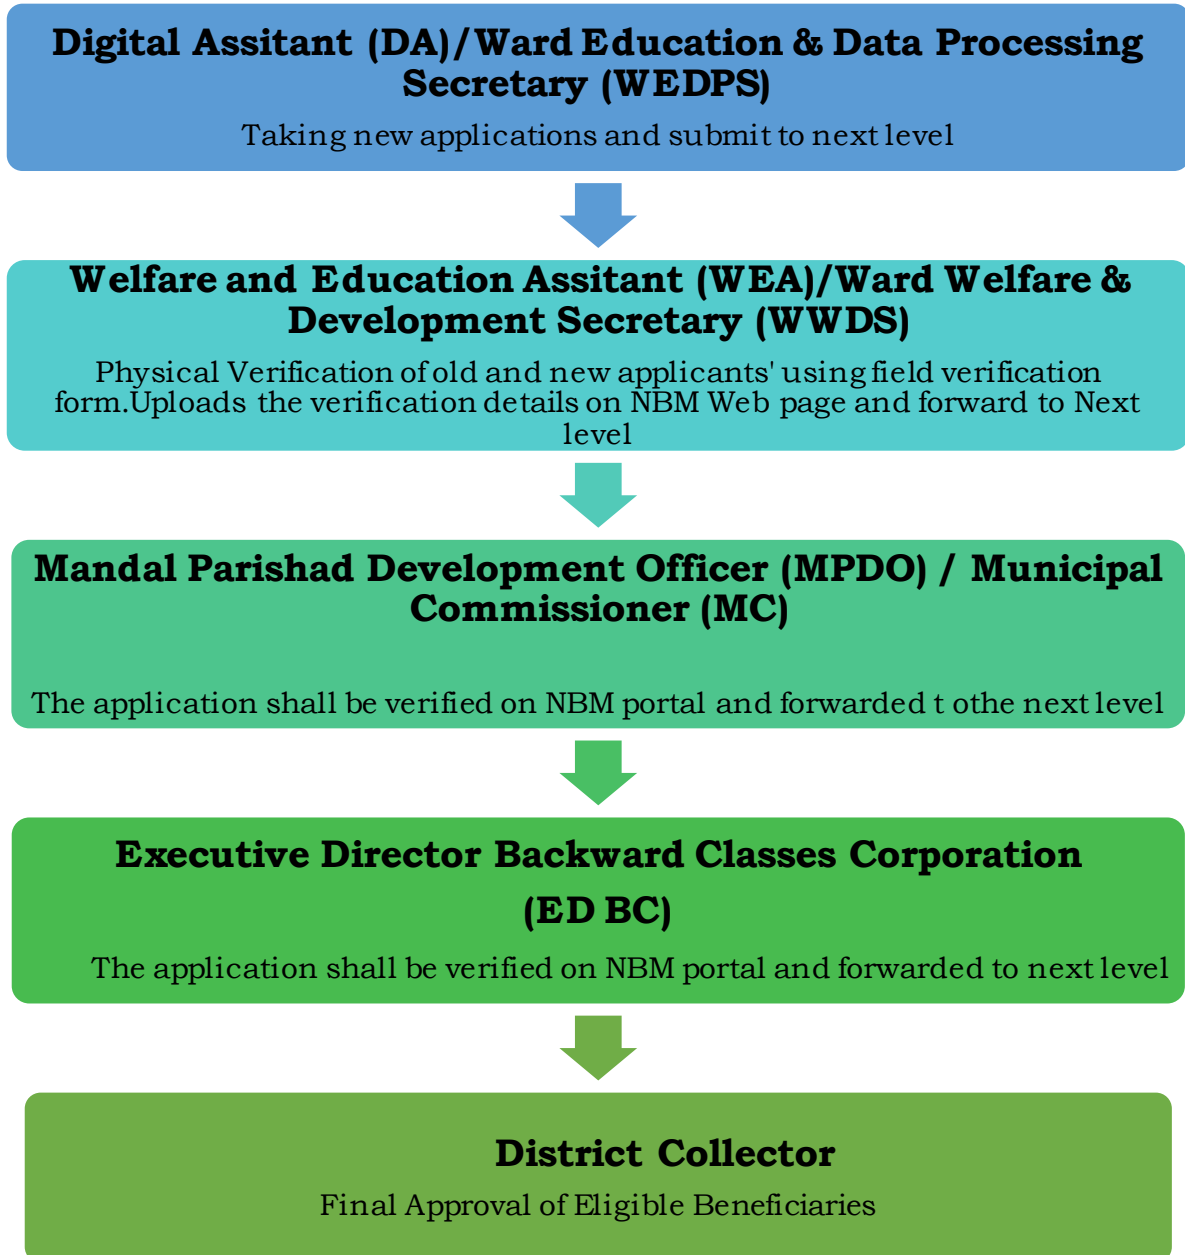 Digital Assitant (DA)/Ward Education & Data Processing
Secretary (WEDPS)
Taking new applications and submit to next level
Welfare and Education Assitant (WEA)/Ward Welfare &
Development Secretary (WWDS)
Physical Verification of old and new applicants' using field verification
form.Uploads the verification details on NBM Web page and forward to Next
level
Mandal Parishad Development Officer (MPDO) / Municipal
Commissioner (MC)
The application shall be verified on NBM portal and forwarded t othe next level
Executive Director Backward Classes Corporation
(ED BC)
The application shall be verified on NBM portal and forwarded to next level
District Collector
Final Approval of Eligible Beneficiaries